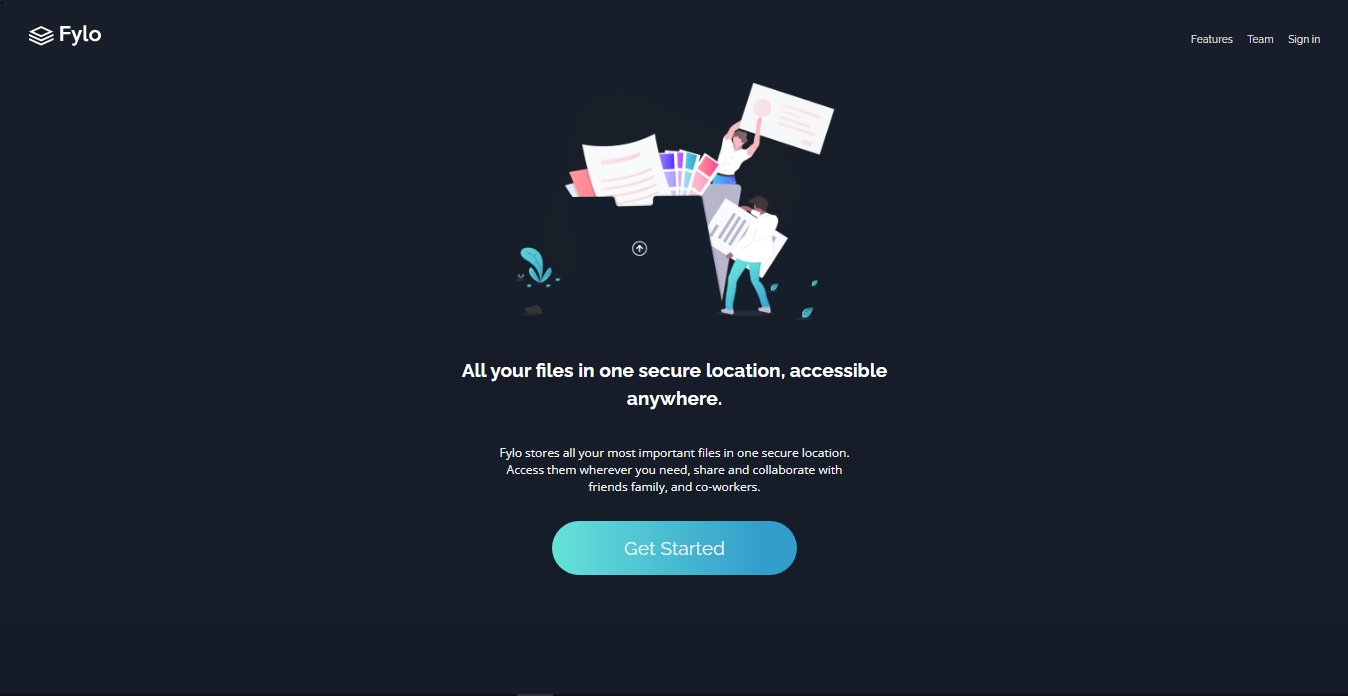 Fylo
Features Team Sign in
All your files in one secure location, accessible
anywhere.
Fylo stores all your most important files in one secure location.
Access them wherever you need, share and collaborate with
friends family, and co-workers.
Get Started